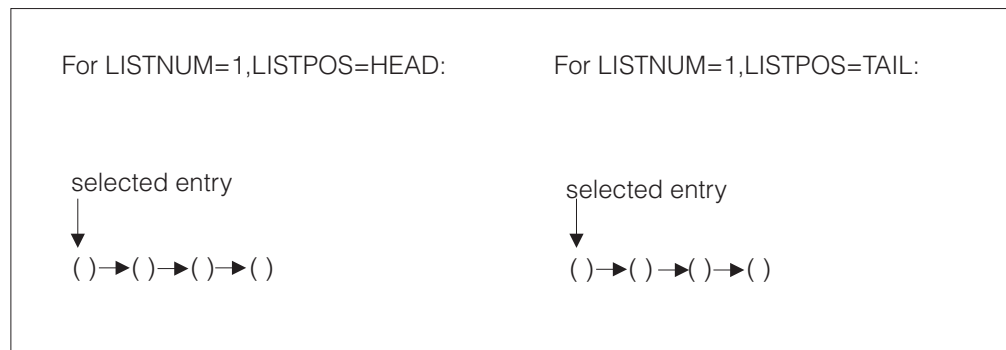 For LISTNUM=1,LISTPOS=HEAD:
For LISTNUM=1,LISTPOS=TAIL:
selected entry
selected entry
( ) ( ) ( ) ( )
( ) ( ) ( ) ( )